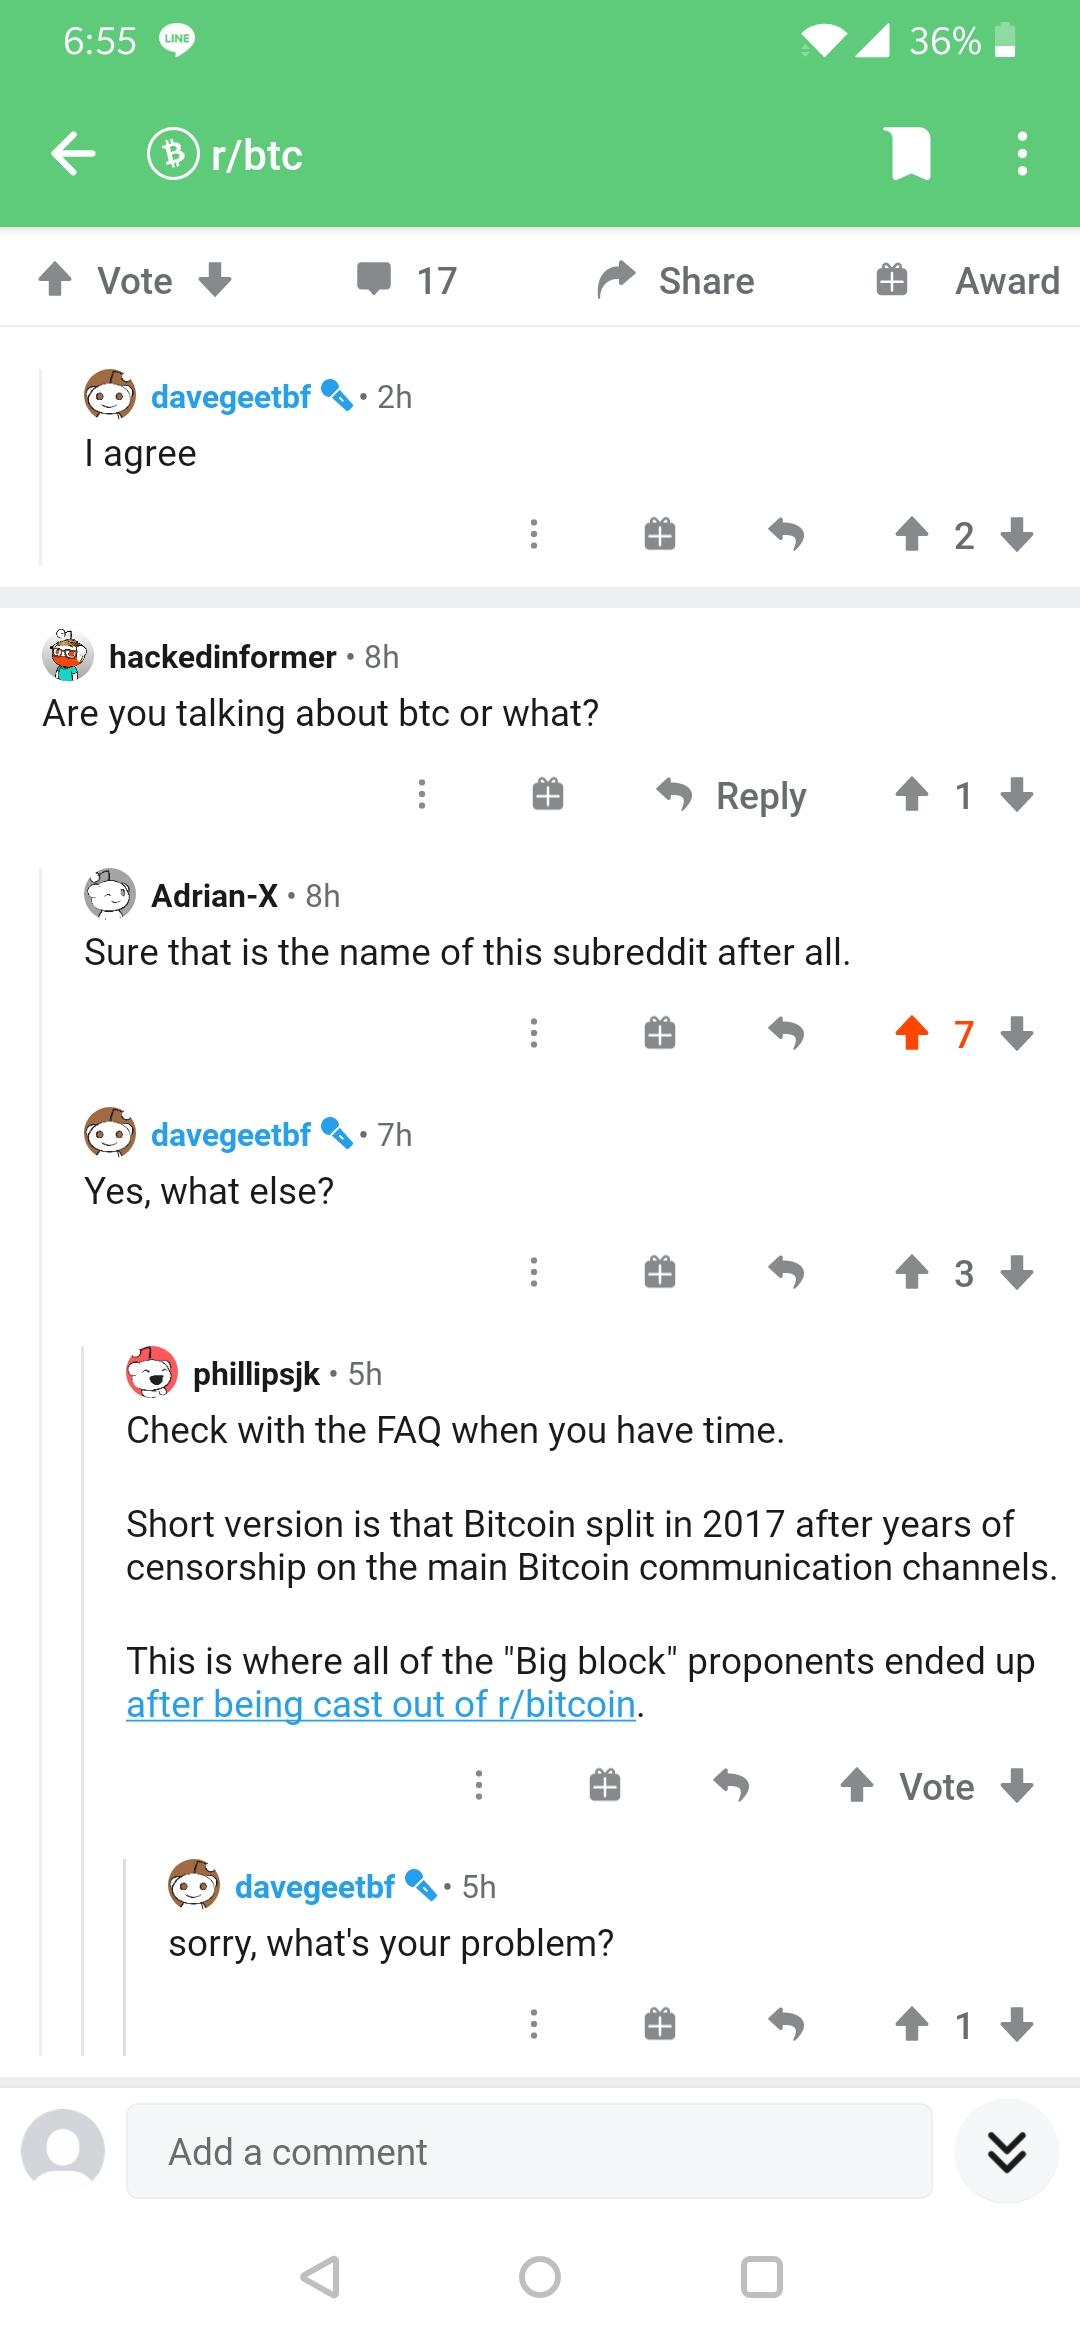 6:55 LINE 36%
r/btc
Vote 17 Share Award
davegeetbf • 2h
I agree
2
hackedinformer • 8h
Are you talking about btc or what?
Reply 1
Adrian-X • 8h
Sure that is the name of this subreddit after all.
7
davegeetbf • 7h
Yes, what else?
3
phillipsjk • 5h
Check with the FAQ when you have time.
Short version is that Bitcoin split in 2017 after years of
censorship on the main Bitcoin communication channels.
This is where all of the "Big block" proponents ended up
after being cast out of r/bitcoin.
Vote
davegeetbf • 5h
sorry, what's your problem?
1
Add a comment